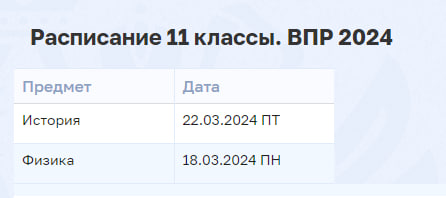 Расписание 11 классы. ВПР 2024
Предмет Дата
История 22.03.2024 ПТ
Физика 18.03.2024 ПН